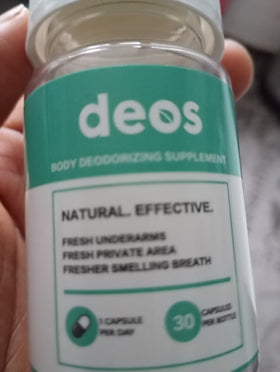 deos
BODY DEODORIZING SUPPLEMENT
NATURAL. EFFECTIVE.
FRESH UNDERARMS
FRESH PRIVATE AREA
FRESHER SMELLING BREATH
1 CAPSULE
PER DAY
30
CAPSULES
PER BOTTLE